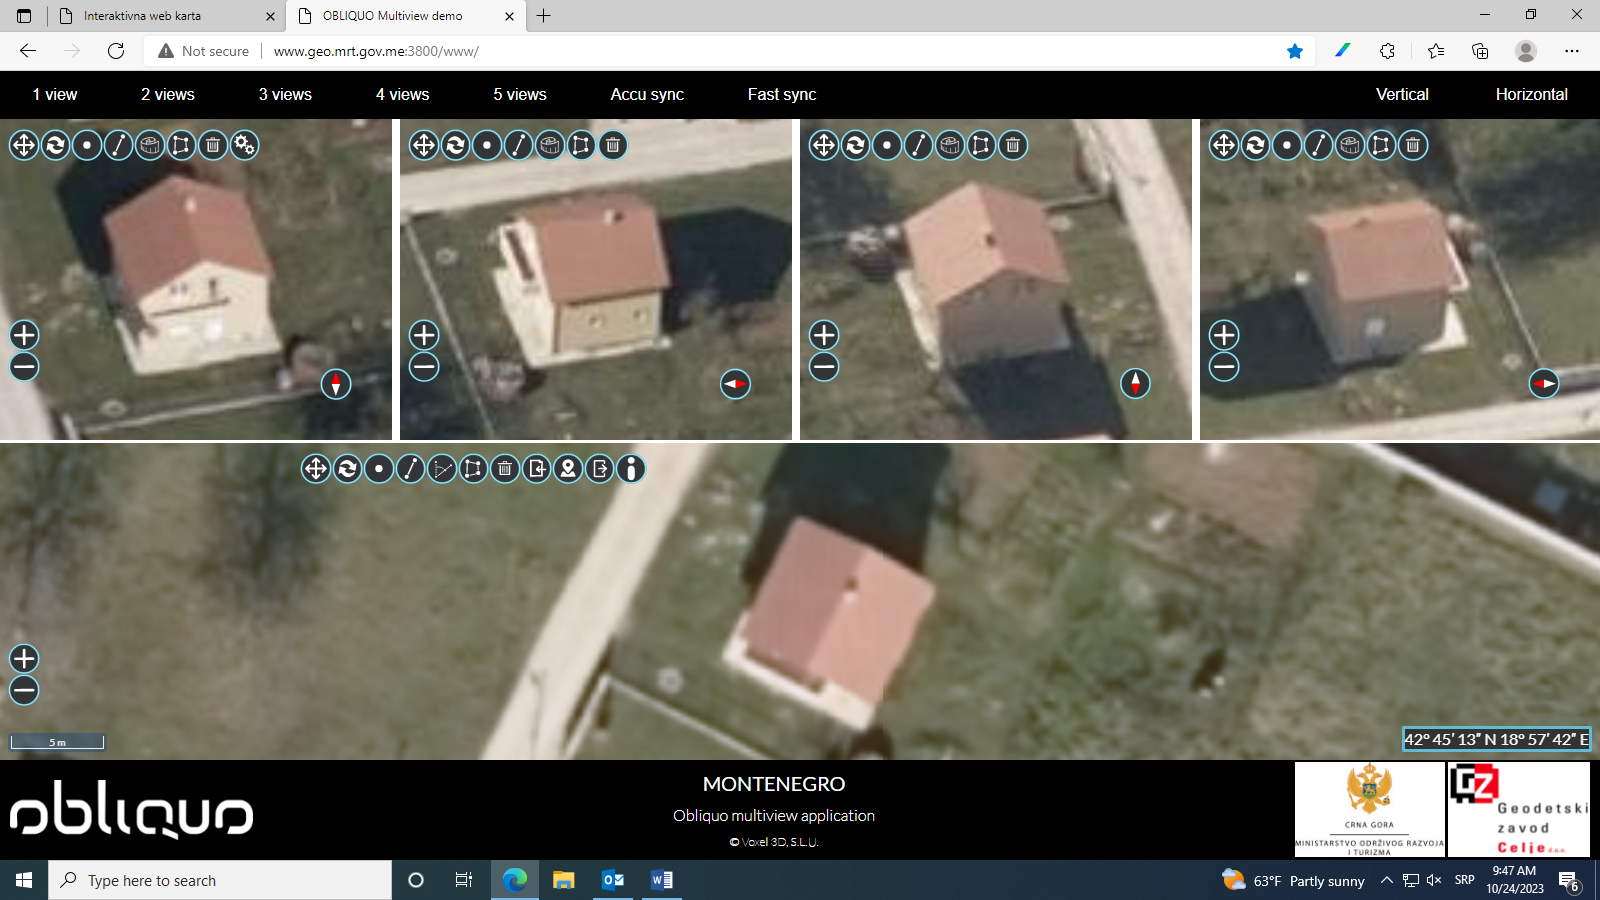 Interaktivna web karta
OBLIQUO Multiview demo
Not secure
www.geo.mrt.gov.me:3800/www/
1 view
2 views
3 views
4 views
5 views
Accu sync
Fast sync
Vertical
Horizontal
5 m
42° 45′ 13″ N 18° 57′ 42″ E
obliquo
MONTENEGRO
Obliquo multiview application
© Voxel 3D, S.L.U.
CRNA GORA
MINISTARSTVO ODRŽIVOG RAZVOJA
I TURIZMA
GZ
Geodetski
zavod
Celje d.o.o.
Type here to search
63°F Partly sunny
SRP
9:47 AM
10/24/2023
6